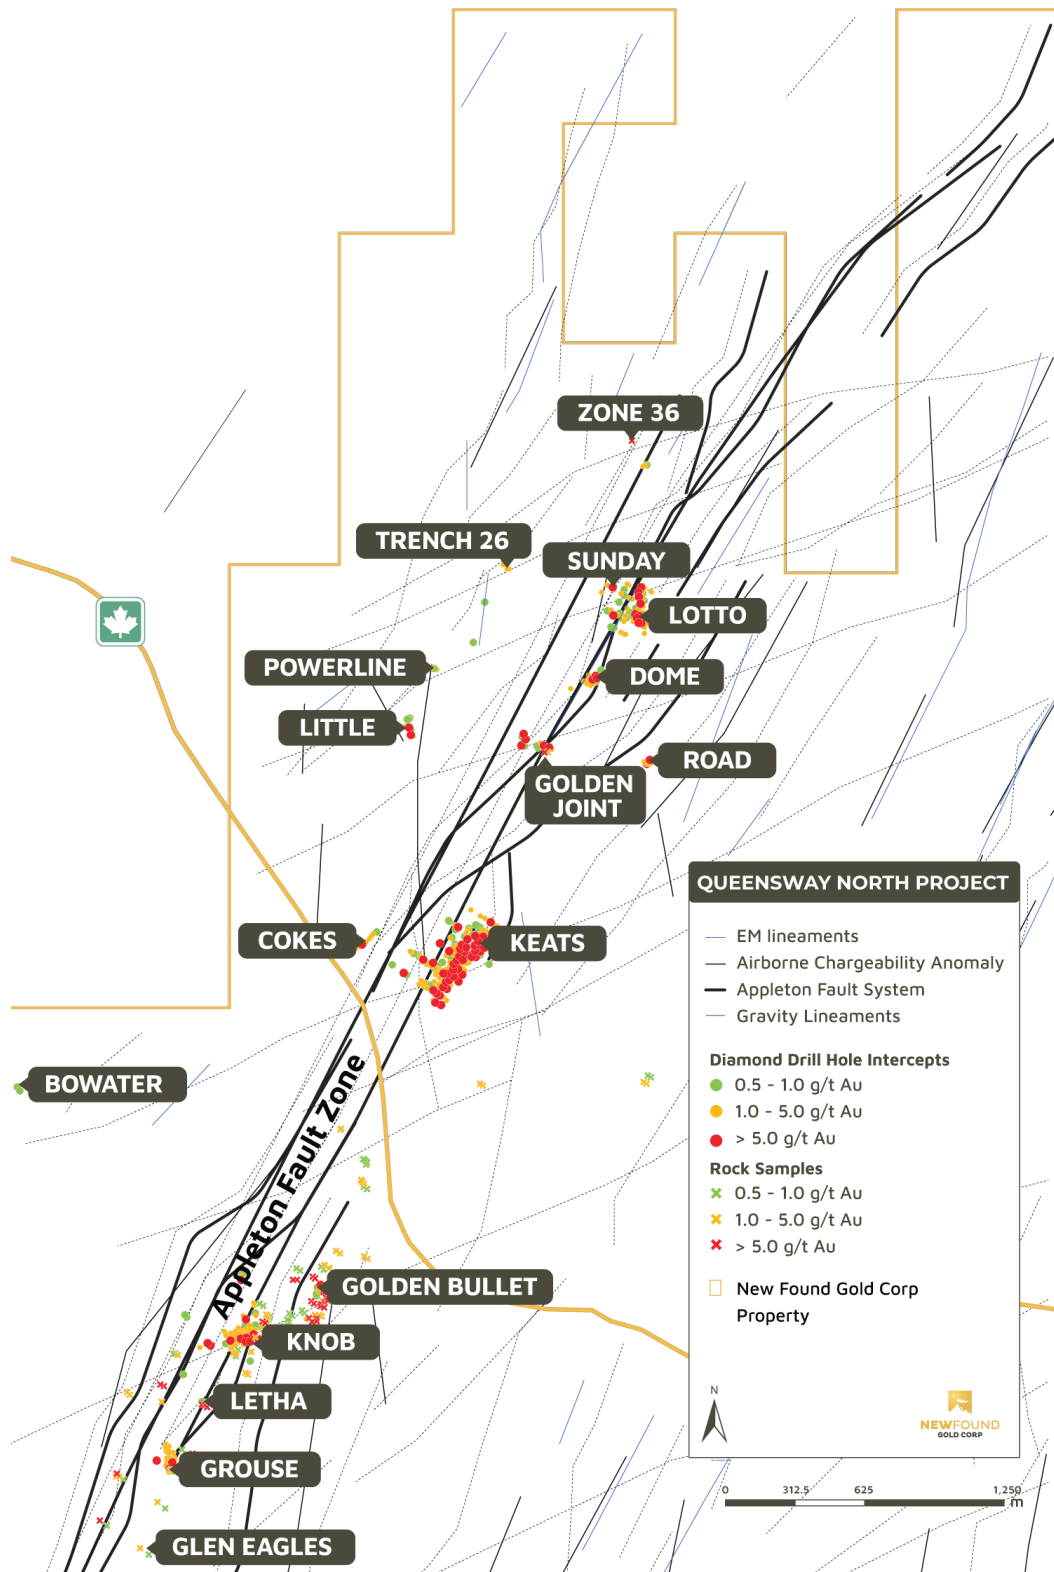 ZONE 36
TRENCH 26
SUNDAY
LOTTO
POWERLINE
DOME
LITTLE
ROAD
GOLDEN
JOINT
COKES
KEATS
BOWATER
Appleton Fault Zone
GOLDEN BULLET
KNOB
LETHA
GROUSE
GLEN EAGLES
QUEENSWAY NORTH PROJECT
EM lineaments
Airborne Chargeability Anomaly
Appleton Fault System
Gravity Lineaments
Diamond Drill Hole Intercepts
0.5 - 1.0 g/t Au
1.0 - 5.0 g/t Au
> 5.0 g/t Au
Rock Samples
0.5 - 1.0 g/t Au
1.0 - 5.0 g/t Au
> 5.0 g/t Au
New Found Gold Corp
Property
N
NEWFOUND
GOLD CORP
0 312.5 625 1,250
m